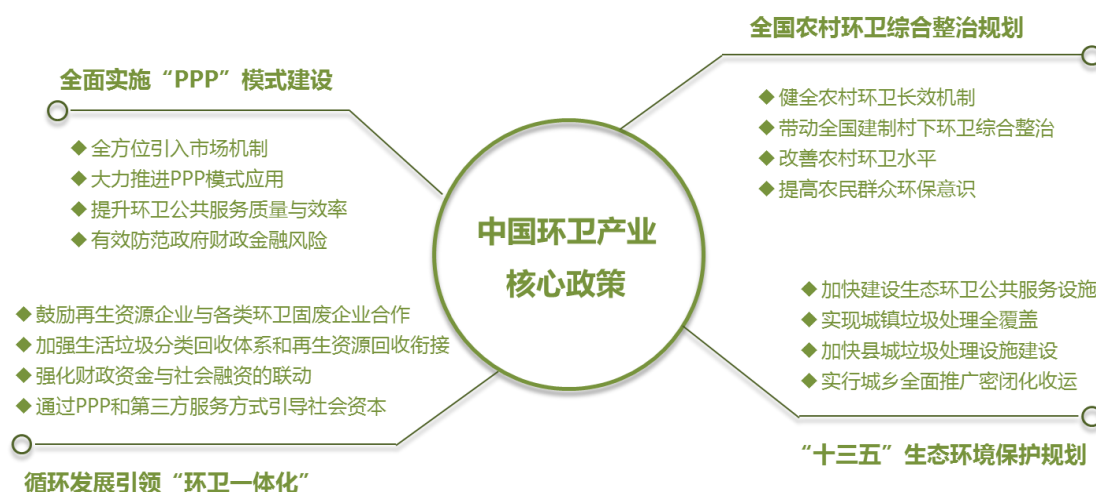 全国农村环卫综合整治规划
全面实施“PPP”模式建设
◆健全农村环卫长效机制
◆带动全国建制村下环卫综合整治
◆改善农村环卫水平
◆提高农民群众环保意识
◆全方位引入市场机制
◆大力推进PPP模式应用
◆提升环卫公共服务质量与效率
◆有效防范政府财政金融风险
中国环卫产业
核心政策
◆鼓励再生资源企业与各类环卫固废企业合作
◆加强生活垃圾分类回收体系和再生资源回收衔接
◆强化财政资金与社会融资的联动
◆通过PPP和第三方服务方式引导社会资本
循环发展引领“环卫一体化”
◆加快建设生态环卫公共服务设施
◆实现城镇垃圾处理全覆盖
◆加快县城垃圾处理设施建设
◆实行城乡全面推广密闭化收运
“十三五”生态环境保护规划